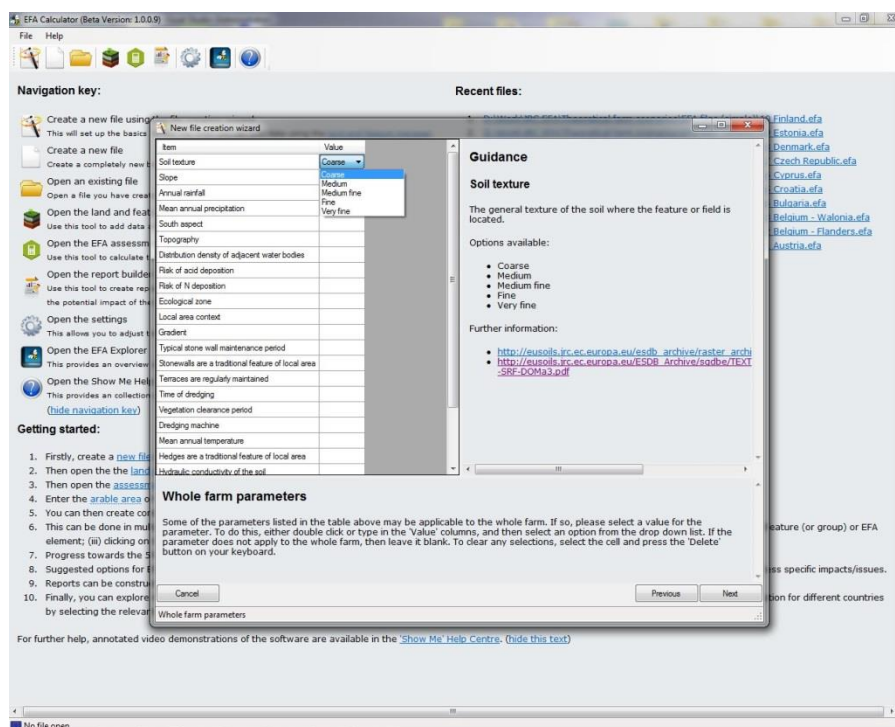 EFA Calculator (Beta Version: 1.0.0.9)
File Help
Navigation key:
Create a new file using
This will set up the basics
Create a new file
Create a completely new b
Open an existing file
Open a file you have creat
Open the land and feat
Use this tool to add data a
Open the EFA assessm
Use this tool to calculate t
Open the report builde
Use this tool to create rep
the potential impact of the
Open the settings
This allows you to adjust t
Open the EFA Explorer
This provides an overview
Open the Show Me Hel
This provides an collection
(hide navigation key)
Getting started:
1. Firstly, create a new file
2. Then open the the land
3. Then open the assessm
4. Enter the arable area o
5. You can then create cor
6. This can be done in mul
element; (iii) clicking on
7. Progress towards the 5
8. Suggested options for E
9. Reports can be constru
10. Finally, you can explore
by selecting the relevar
For further help, annotated video demonstrations of the software are available in the 'Show Me' Help Centre. (hide this text)
Recent files:
Finland.efa
Estonia.efa
Denmark.efa
Czech Republic.efa
Cyprus.efa
Croatia.efa
Bulgaria.efa
Belgium - Walonia.efa
Belgium - Flanders.efa
Austria.efa
eature (or group) or EFA
ss specific impacts/issues.
tion for different countries
New file creation wizard
Item Value
Soil texture Coarse
Coarse
Medium
Medium fine
Fine
Very fine
Slope
Annual rainfall
Mean annual precipitation
South aspect
Topography
Distribution density of adjacent water bodies
Risk of acid deposition
Risk of N deposition
Ecological zone
Local area context
Gradient
Typical stone wall maintenance period
Stonewalls are a traditional feature of local area
Terraces are regularly maintained
Time of dredging
Vegetation clearance period
Dredging machine
Mean annual temperature
Hedges are a traditional feature of local area
Hydraulic conductivity of the soil
Guidance
Soil texture
The general texture of the soil where the feature or field is
located.
Options available:
• Coarse
• Medium
• Medium fine
• Fine
• Very fine
Further information:
• http://eusoils.jrc.ec.europa.eu/esdb_archive/raster_archi
• http://eusoils.jrc.ec.europa.eu/ESDB_Archive/sgdbe/TEXT
-SRF-DOMa3.pdf
Whole farm parameters
Some of the parameters listed in the table above may be applicable to the whole farm. If so, please select a value for the
parameter. To do this, either double click or type in the 'Value' columns, and then select an option from the drop down list. If the
parameter does not apply to the whole farm, then leave it blank. To clear any selections, select the cell and press the 'Delete'
button on your keyboard.
Cancel Previous Next
Whole farm parameters
No file open